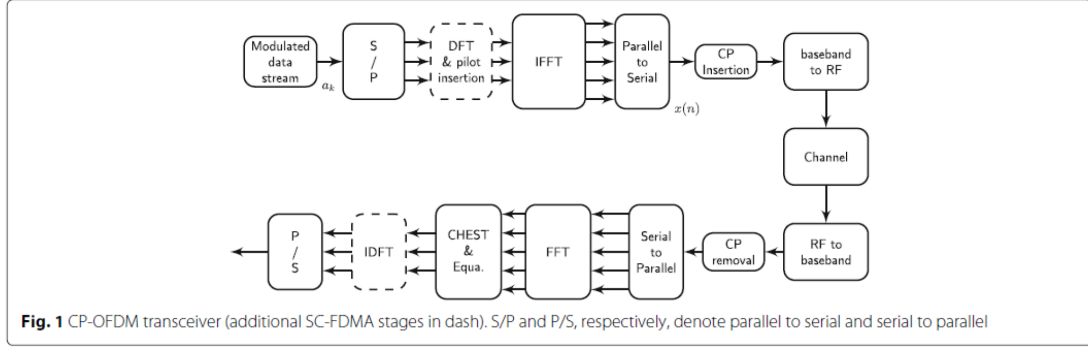 Modulated
data
stream
a_k
S
/
P
DFT
& pilot
insertion
IFFT
Parallel
to
Serial
x(n)
CP
Insertion
baseband
to RF
Channel
P
/
S
IDFT
CHEST
&
Equa.
FFT
Serial
to
Parallel
CP
removal
RF to
baseband
Fig. 1 CP-OFDM transceiver (additional SC-FDMA stages in dash). S/P and P/S, respectively, denote parallel to serial and serial to parallel